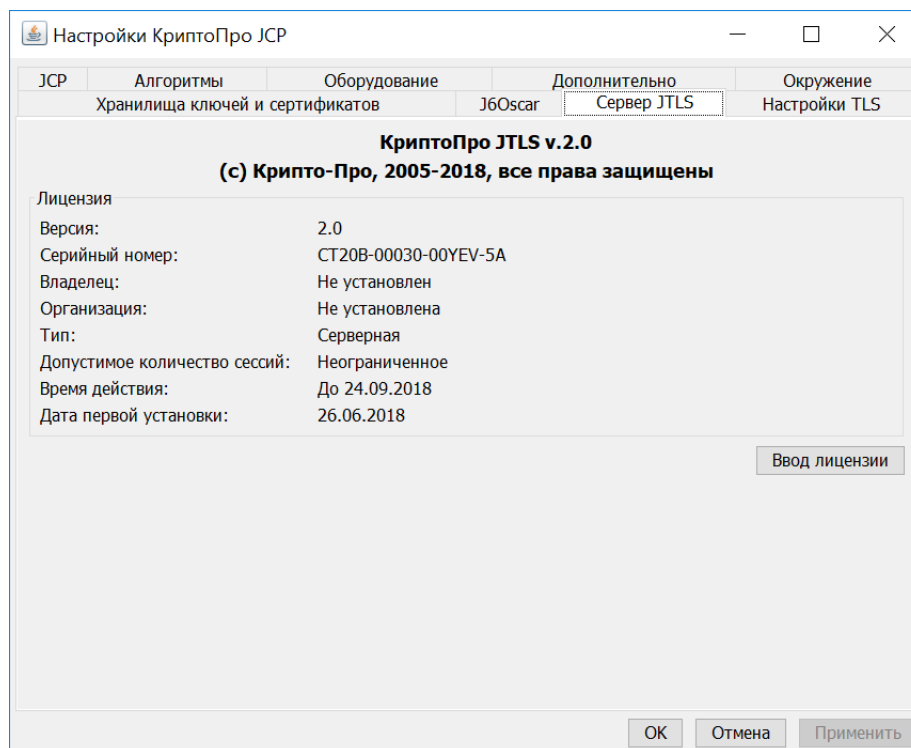 Настройки КриптоПро JCP
JCP Алгоритмы Оборудование Дополнительно Окружение
Хранилища ключей и сертификатов J6Oscar Сервер JTLS Настройки TLS
КриптоПро JTLS v.2.0
(c) Крипто-Про, 2005-2018, все права защищены
Лицензия
Версия: 2.0
Серийный номер: CT20B-00030-00YEV-5A
Владелец: Не установлен
Организация: Не установлена
Тип: Серверная
Допустимое количество сессий: Неограниченное
Время действия: До 24.09.2018
Дата первой установки: 26.06.2018
Ввод лицензии
OK Отмена Применить